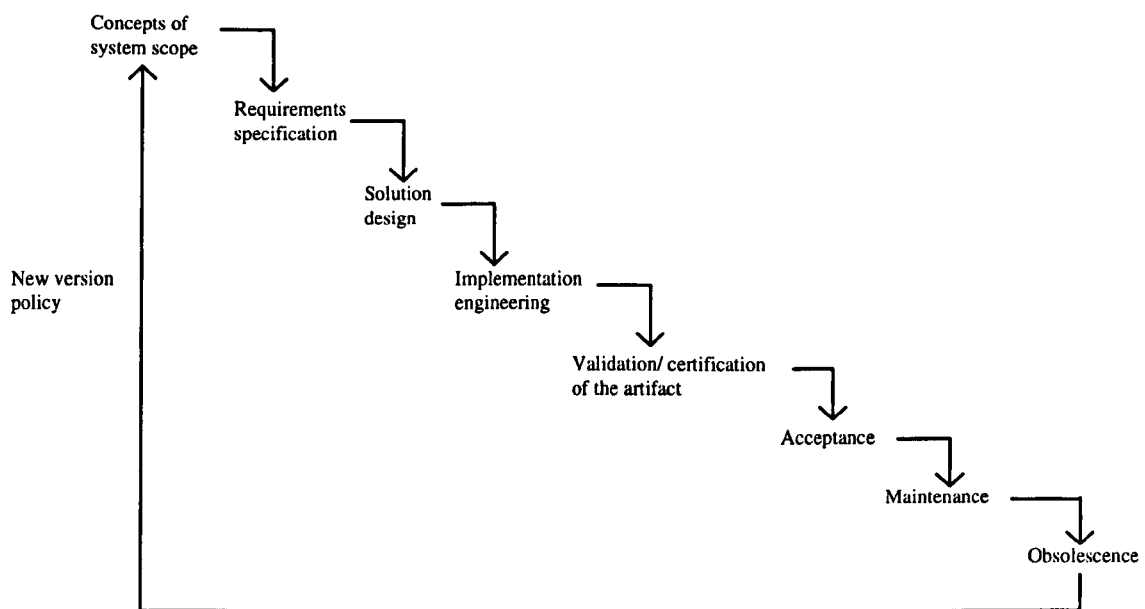 Concepts of
system scope
Requirements
specification
Solution
design
New version
policy
Implementation
engineering
Validation/ certification
of the artifact
Acceptance
Maintenance
Obsolescence